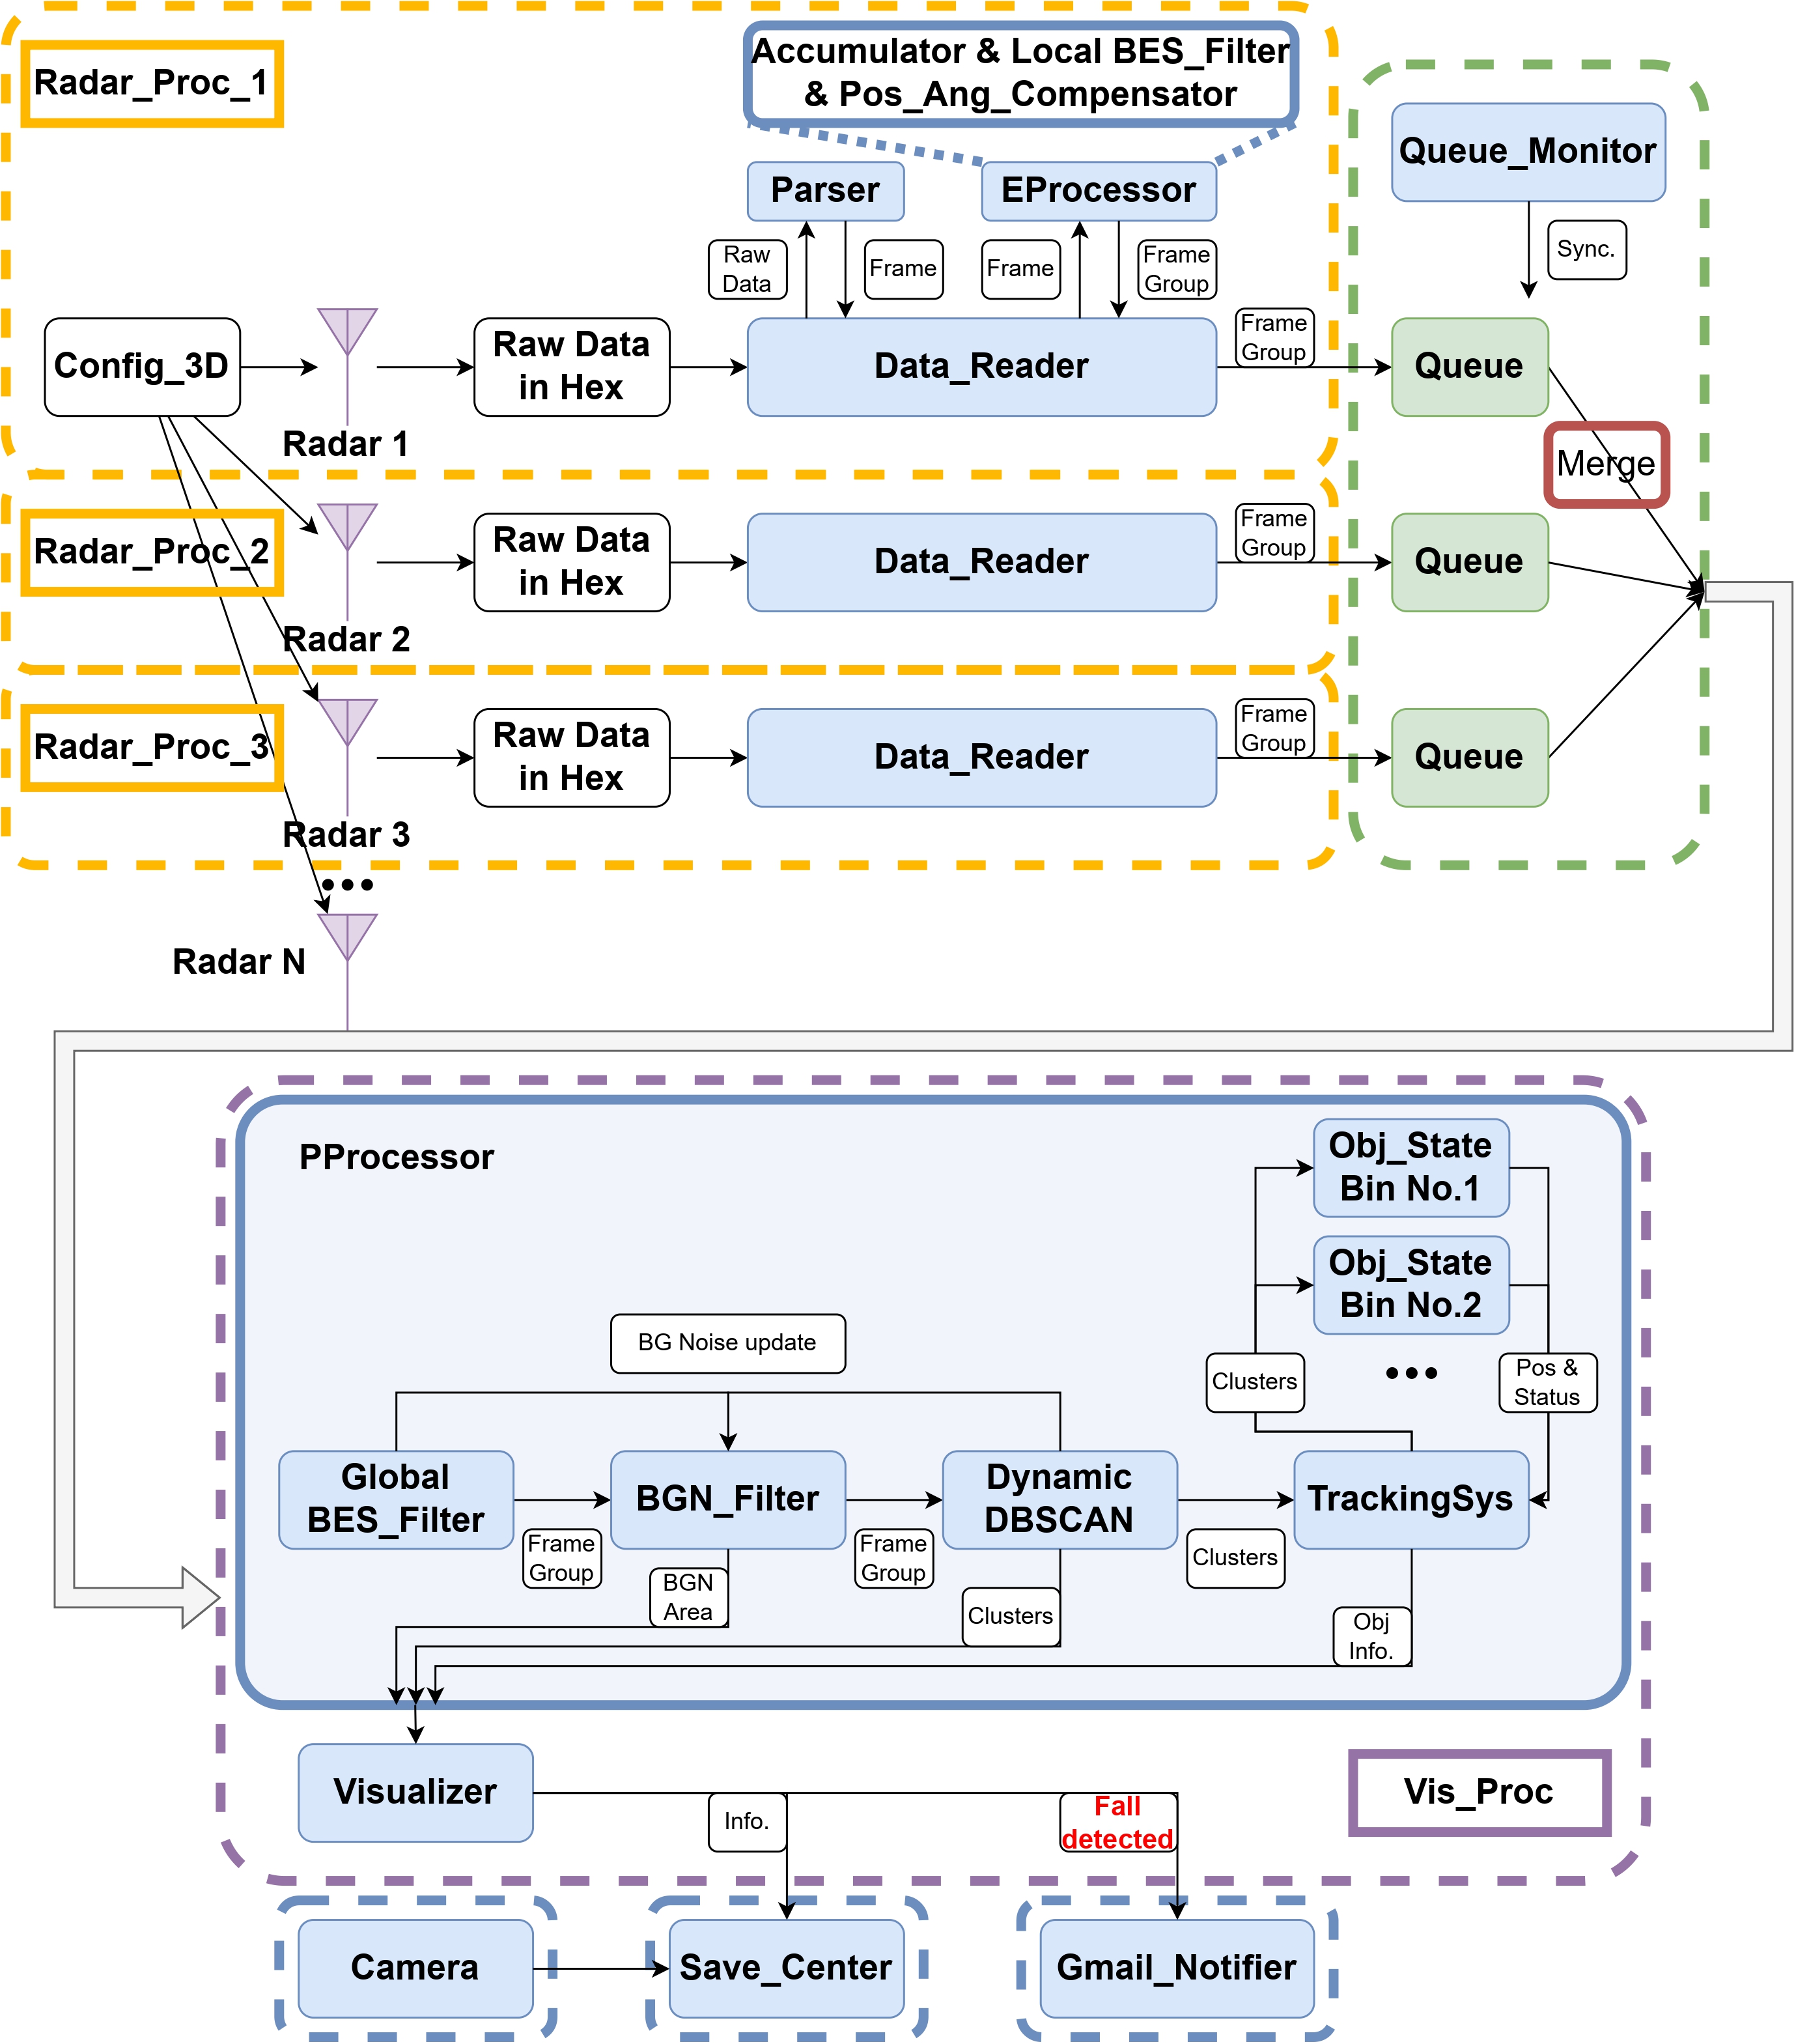 Radar_Proc_1
Accumulator & Local BES_Filter
& Pos_Ang_Compensator
Queue_Monitor
Parser
EProcessor
Raw
Data
Frame
Frame
Frame
Group
Sync.
Config_3D
Radar 1
Raw Data
in Hex
Data_Reader
Frame
Group
Queue
Merge
Radar_Proc_2
Radar 2
Raw Data
in Hex
Data_Reader
Frame
Group
Queue
Radar_Proc_3
Radar 3
Raw Data
in Hex
Data_Reader
Frame
Group
Queue
•••
Radar N
PProcessor
Obj_State
Bin No.1
Obj_State
Bin No.2
•••
BG Noise update
Clusters
Pos &
Status
Global
BES_Filter
Frame
Group
BGN_Filter
Frame
Group
Dynamic
DBSCAN
Clusters
TrackingSys
BGN
Area
Clusters
Obj
Info.
Visualizer
Info.
Fall
detected
Vis_Proc
Camera
Save_Center
Gmail_Notifier